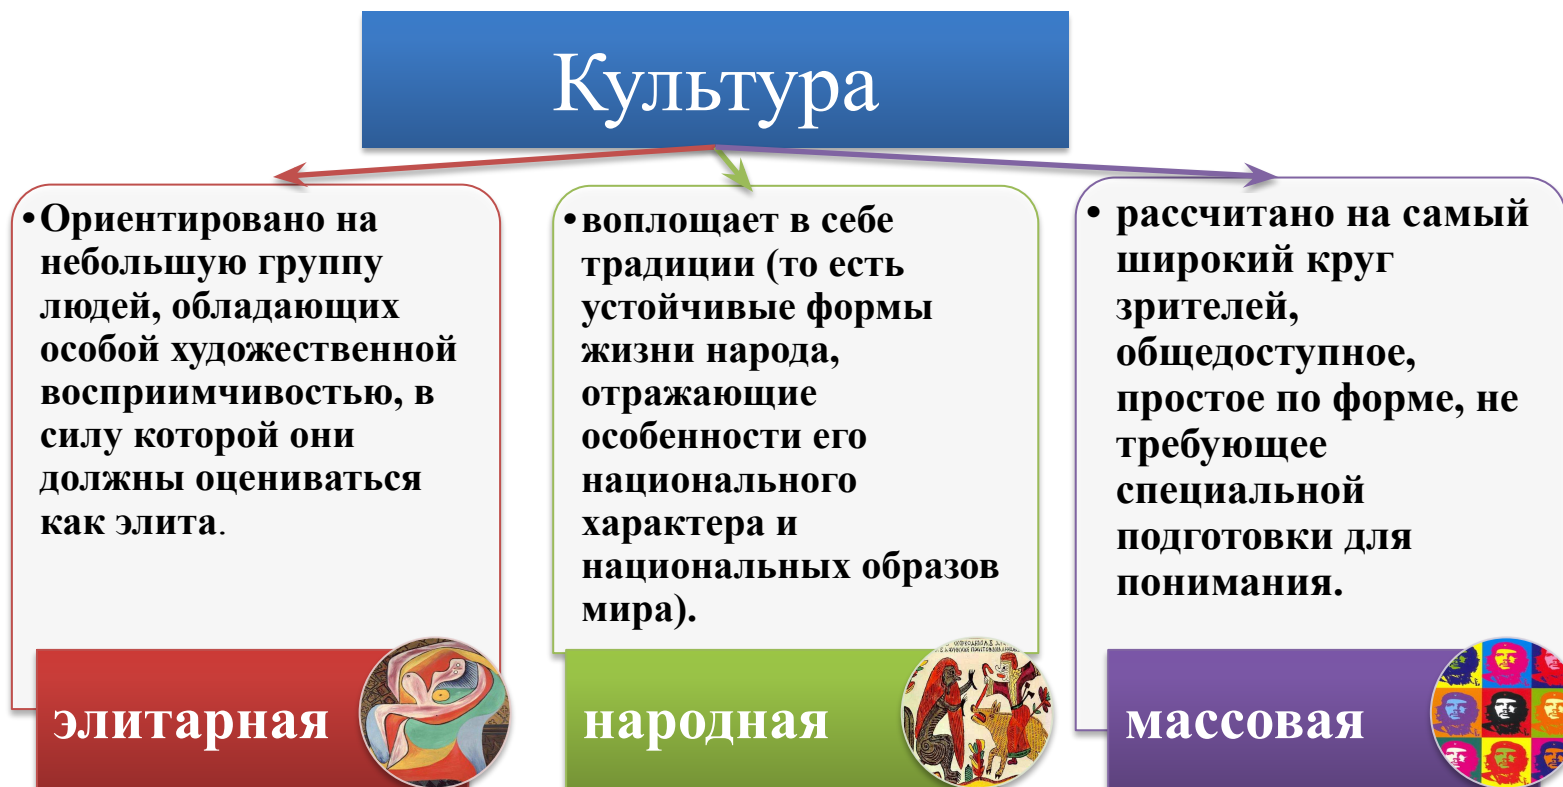 Культура
•Ориентировано на
небольшую группу
людей, обладающих
особой художественной
восприимчивостью, в
силу которой они
должны оцениваться
как элита.
элитарная
•воплощает в себе
традиции (то есть
устойчивые формы
жизни народа,
отражающие
особенности его
национального
характера и
национальных образов
мира).
народная
• рассчитано на самый
широкий круг
зрителей,
общедоступное,
простое по форме, не
требующее
специальной
подготовки для
понимания.
массовая